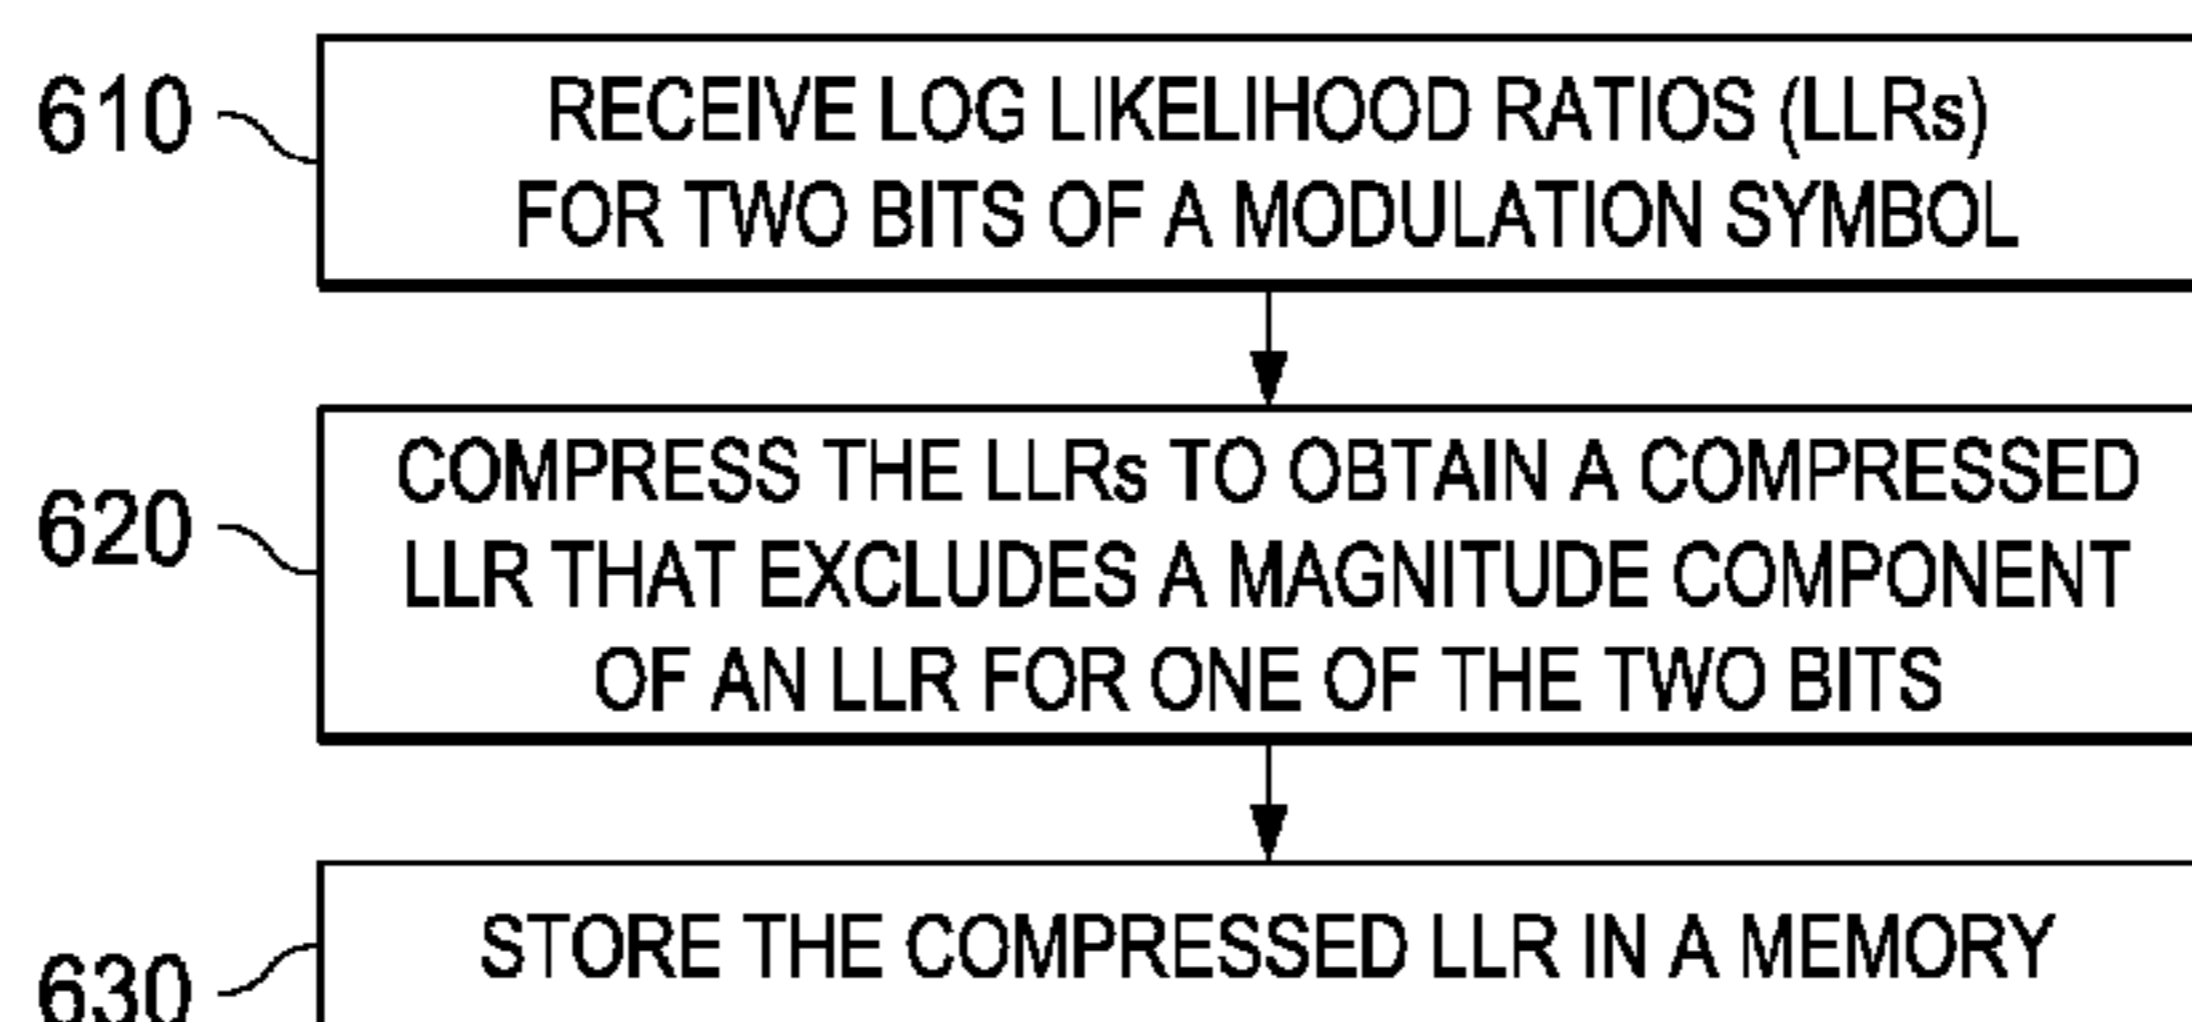 610
RECEIVE LOG LIKELIHOOD RATIOS (LLRs)
FOR TWO BITS OF A MODULATION SYMBOL
620
COMPRESS THE LLRs TO OBTAIN A COMPRESSED
LLR THAT EXCLUDES A MAGNITUDE COMPONENT
OF AN LLR FOR ONE OF THE TWO BITS
630
STORE THE COMPRESSED LLR IN A MEMORY